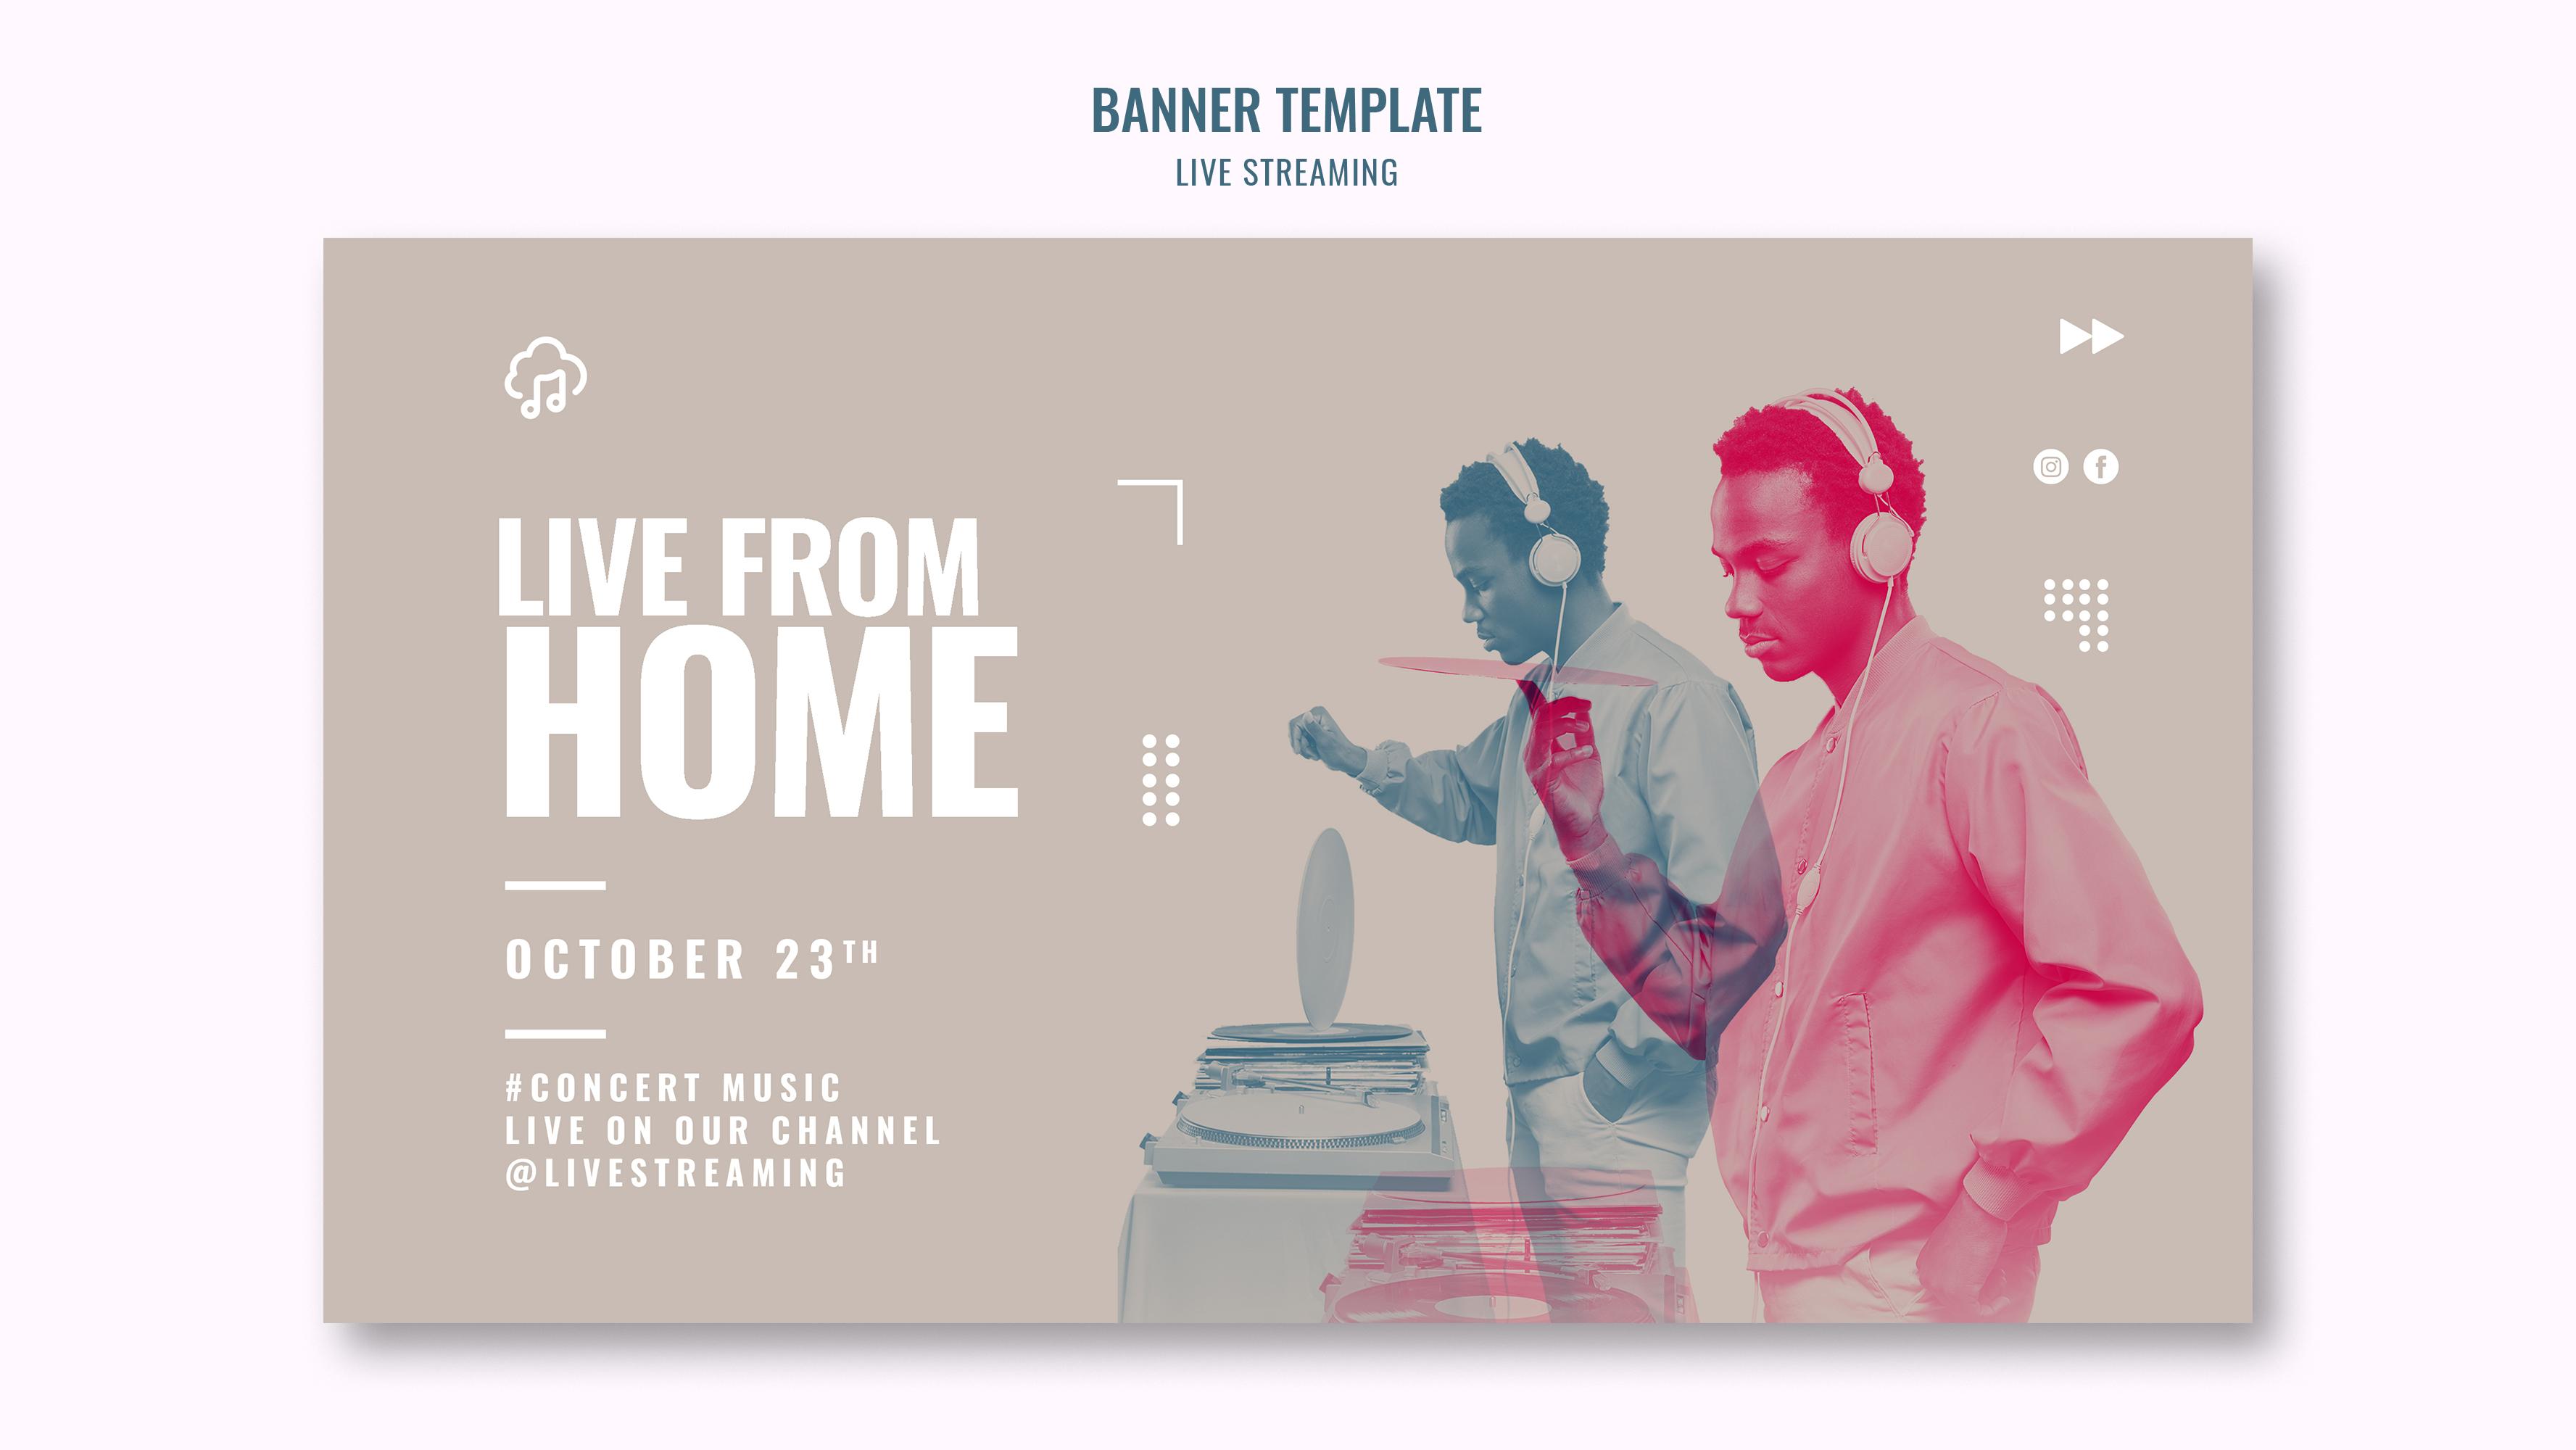 BANNER TEMPLATE
LIVE STREAMING
LIVE FROM
HOME
OCTOBER 23TH
#CONCERT MUSIC
LIVE ON OUR CHANNEL
@LIVESTREAMING